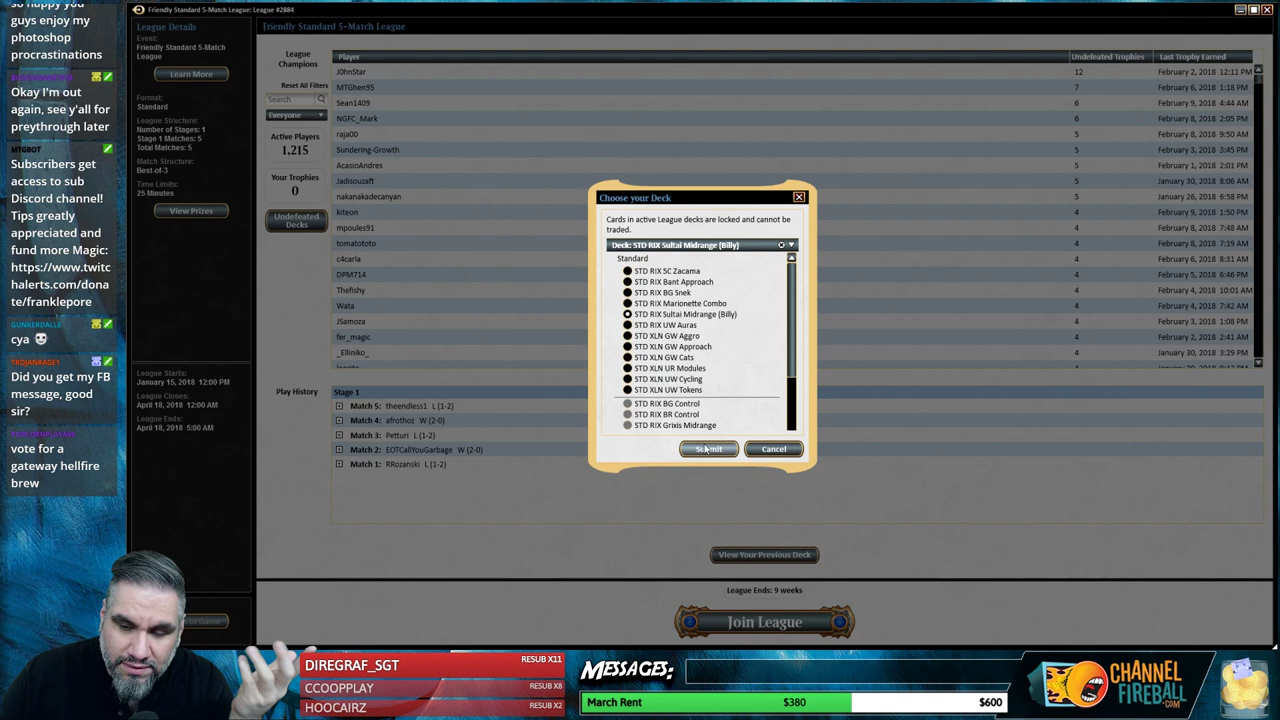 so happy you
guys enjoy my
photoshop
procrastinations
Okay I'm out
again, see y'all for
preythrough later
MTGBOT
Subscribers get
access to sub
Discord channel!
Tips greatly
appreciated and
fund more Magic:
https://www.twitc
halerts.com/dona
te/franklepore
GUNKERDALLE
cya
TROJANRAGE1
Did you get my FB
message, good
sir?
vote for a
gateway hellfire
brew
Friendly Standard 5-Match League: League #2884
League Details
Event:
Friendly Standard 5-Match
League
Learn More
Format:
Standard
League Structure:
Number of Stages: 1
Stage 1 Matches: 5
Total Matches: 5
Match Structure:
Best-of-3
Time Limits:
25 Minutes
View Prizes
League Starts:
January 15, 2018 12:00 PM
League Closes:
April 18, 2018 12:00 AM
League Ends:
April 18, 2018 5:00 AM
to Game
Friendly Standard 5-Match League
League
Champions
Reset All Filters
Search
Everyone
Active Players
1,215
Your Trophies
0
Undefeated
Decks
Player Undefeated Trophies Last Trophy Earned
J0hnStar 12 February 2, 2018 12:11 PM
MTGhen95 7 February 6, 2018 1:18 PM
Sean1409 6 February 9, 2018 4:44 AM
NGFC_Mark 6 February 8, 2018 2:05 PM
raja00 5 February 8, 2018 9:50 AM
Sundering-Growth 5 February 3, 2018 3:45 PM
AcasioAndres 5 February 1, 2018 2:01 PM
Jadisouzaft 5 January 30, 2018 8:06 AM
nakanakadecanyan 5 January 26, 2018 6:58 PM
kiteon 4 February 9, 2018 1:50 PM
mpoules91 4 February 8, 2018 7:48 AM
tomatototo 4 February 8, 2018 7:19 AM
c4carla 4 February 6, 2018 8:31 AM
DPM714 4 February 5, 2018 6:46 PM
Thefishy 4 February 4, 2018 10:01 AM
Wata 4 February 4, 2018 7:42 AM
JSamoza 4 February 3, 2018 1:08 PM
fer_magic 4 February 3, 2018 2:41 AM
_Elliniko_ 4 January 30, 2018 3:29 PM
Choose your Deck
Cards in active League decks are locked and cannot be
traded.
Deck: STD RIX Sultai Midrange (Billy)
Standard
STD RIX 5C Zacama
STD RIX Bant Approach
STD RIX BG Snek
STD RIX Marionette Combo
STD RIX Sultai Midrange (Billy)
STD RIX UW Auras
STD XLN GW Aggro
STD XLN GW Approach
STD XLN GW Cats
STD XLN UR Modules
STD XLN UW Cycling
STD XLN UW Tokens
STD RIX BG Control
STD RIX BR Control
STD RIX Grixis Midrange
Submit
Cancel
Play History
Stage 1
Match 5: theendless1 L (1-2)
Match 4: afrothoz W (2-0)
Match 3: Petturi L (1-2)
Match 2: EOTCallYouGarbage W (2-0)
Match 1: RRozanski L (1-2)
View Your Previous Deck
League Ends: 9 weeks
Join League
DIREGRAF_SGT RESUB X11
CCOOPPLAY RESUB X8
HOOCAIRZ RESUB X2
MESSAGES:
March Rent $380 $600
CHANNEL
FIREBALL
.COM